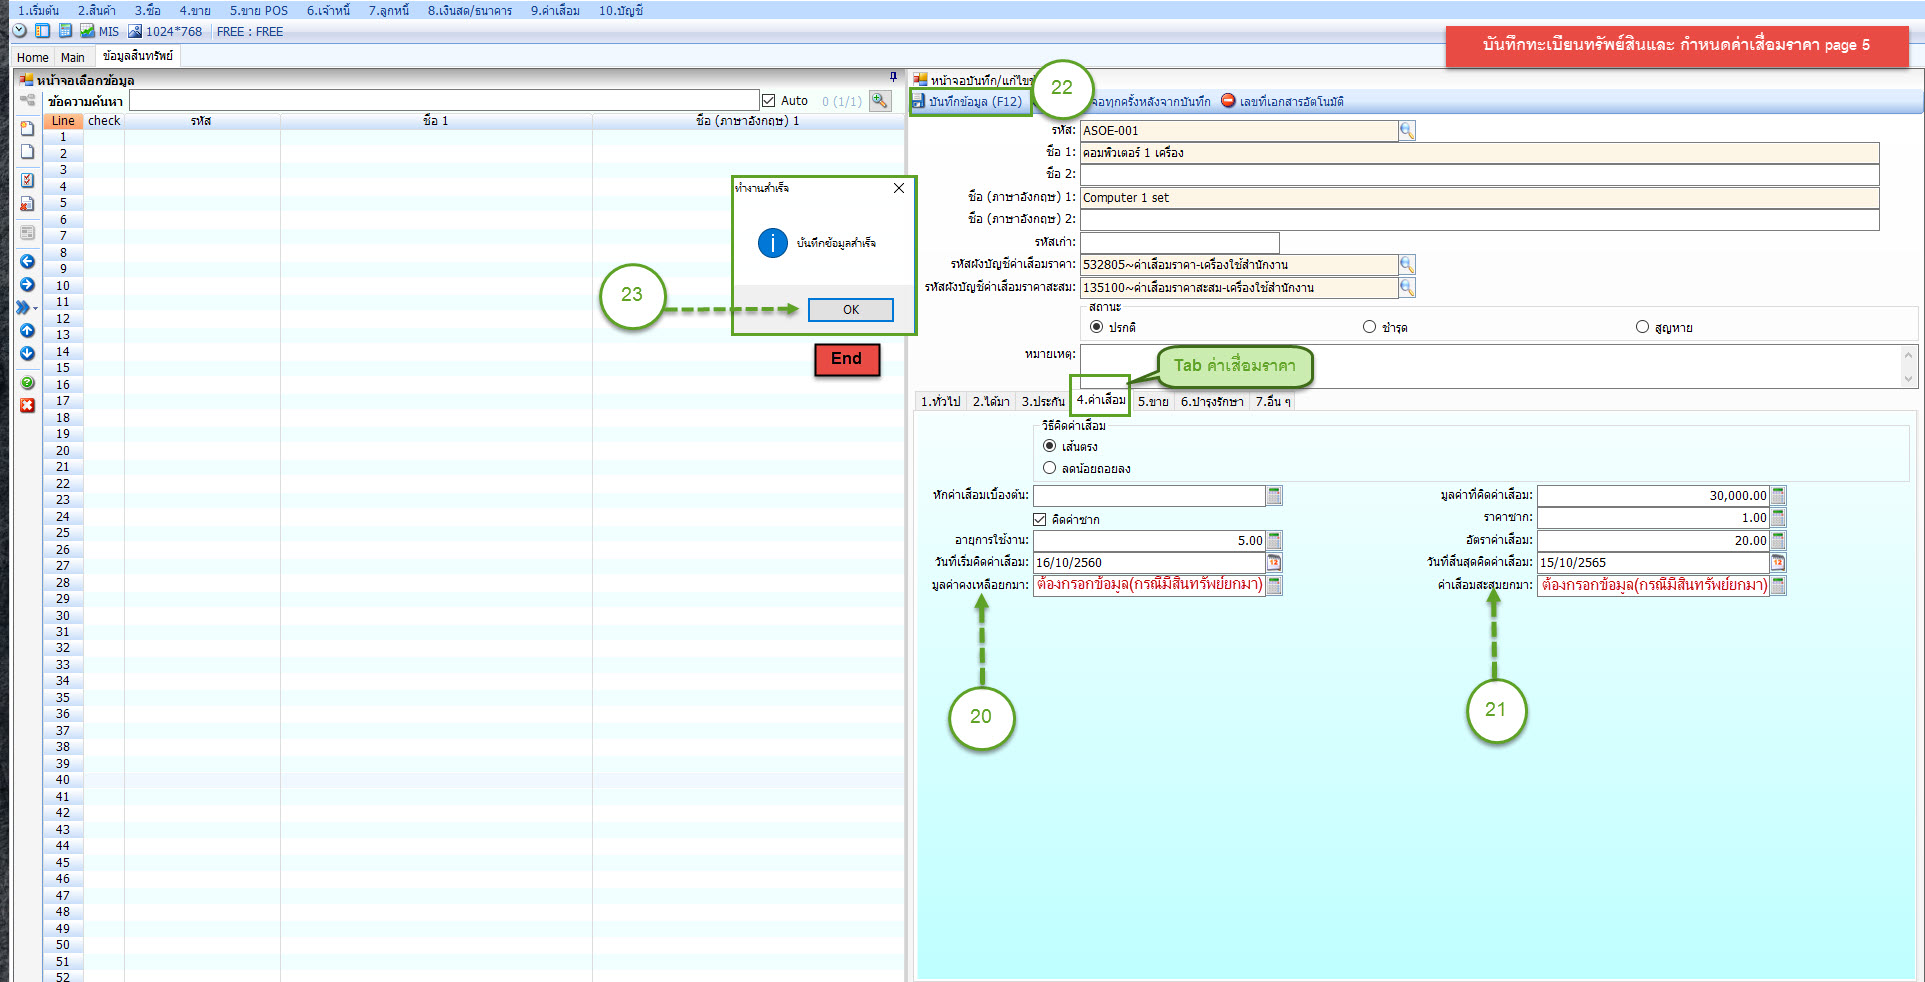 1.เริ่มต้น 2.สินค้า 3.ซื้อ 4.ขาย 5.ขาย POS 6.เจ้าหนี้ 7.ลูกหนี้ 8.เงินสด/ธนาคาร 9.ค่าเสื่อม 10.บัญชี
MIS 1024*768 FREE : FREE
บันทึกทะเบียนทรัพย์สินและ กำหนดค่าเสื่อมราคา page 5
Home Main ข้อมูลสินทรัพย์
หน้าจอเลือกข้อมูล
ข้อความค้นหา Auto 0 (1/1)
Line check รหัส ชื่อ 1 ชื่อ (ภาษาอังกฤษ) 1
1
2
3
4
5
6
7
8
9
10
11
12
13
14
15
16
17
18
19
20
21
22
23
24
25
26
27
28
29
30
31
32
33
34
35
36
37
38
39
40
41
42
43
44
45
46
47
48
49
50
51
52
ทำงานสำเร็จ
บันทึกข้อมูลสำเร็จ
OK
23
End
หน้าจอบันทึก/แก้ไข
22
บันทึกข้อมูล (F12) จอทุกครั้งหลังจากบันทึก เลขที่เอกสารอัตโนมัติ
รหัส: ASOE-001
ชื่อ 1: คอมพิวเตอร์ 1 เครื่อง
ชื่อ 2:
ชื่อ (ภาษาอังกฤษ) 1: Computer 1 set
ชื่อ (ภาษาอังกฤษ) 2:
รหัสเก่า:
รหัสผังบัญชีค่าเสื่อมราคา: 532805~ค่าเสื่อมราคา-เครื่องใช้สำนักงาน
รหัสผังบัญชีค่าเสื่อมราคาสะสม: 135100~ค่าเสื่อมราคาสะสม-เครื่องใช้สำนักงาน
สถานะ
ปรกติ ชำรุด สูญหาย
หมายเหตุ:
Tab ค่าเสื่อมราคา
1.ทั่วไป 2.ได้มา 3.ประกัน 4.ค่าเสื่อม 5.ขาย 6.บำรุงรักษา 7.อื่น ๆ
วิธีคิดค่าเสื่อม
เส้นตรง
ลดน้อยถอยลง
หักค่าเสื่อมเบื้องต้น: มูลค่าที่คิดค่าเสื่อม: 30,000.00
คิดค่าซาก ราคาซาก: 1.00
อายุการใช้งาน: 5.00 อัตราค่าเสื่อม: 20.00
วันที่เริ่มคิดค่าเสื่อม: 16/10/2560 วันที่สิ้นสุดคิดค่าเสื่อม: 15/10/2565
มูลค่าคงเหลือยกมา: ต้องกรอกข้อมูล(กรณีมีสินทรัพย์ยกมา) ค่าเสื่อมสะสมยกมา: ต้องกรอกข้อมูล(กรณีมีสินทรัพย์ยกมา)
20 21